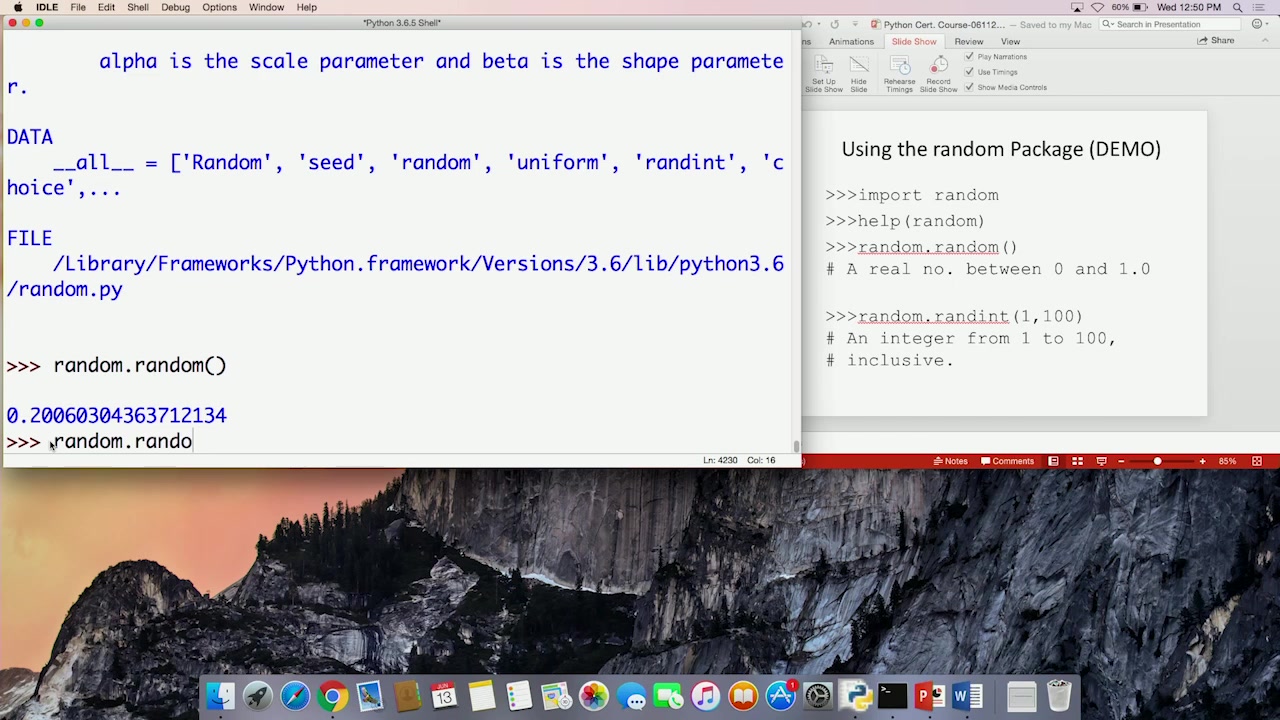 IDLE File Edit Shell Debug Options Window Help
60% Wed 12:50 PM
*Python 3.6.5 Shell*
alpha is the scale parameter and beta is the shape paramete
r.
DATA
__all__ = ['Random', 'seed', 'random', 'uniform', 'randint', 'c
hoice',...
FILE
/Library/Frameworks/Python.framework/Versions/3.6/lib/python3.6
/random.py
>>> random.random()
0.20060304363712134
>>> random.rando
Ln: 4230 Col: 16
Python Cert. Course-06112... — Saved to my Mac
Search in Presentation
ns Animations Slide Show Review View
Share
Set Up
Slide Show
Hide
Slide
Rehearse
Timings
Record
Slide Show
Play Narrations
Use Timings
Show Media Controls
Using the random Package (DEMO)
>>>import random
>>>help(random)
>>>random.random()
# A real no. between 0 and 1.0
>>>random.randint(1,100)
# An integer from 1 to 100,
# inclusive.
Notes Comments 85%
JUN
13
1